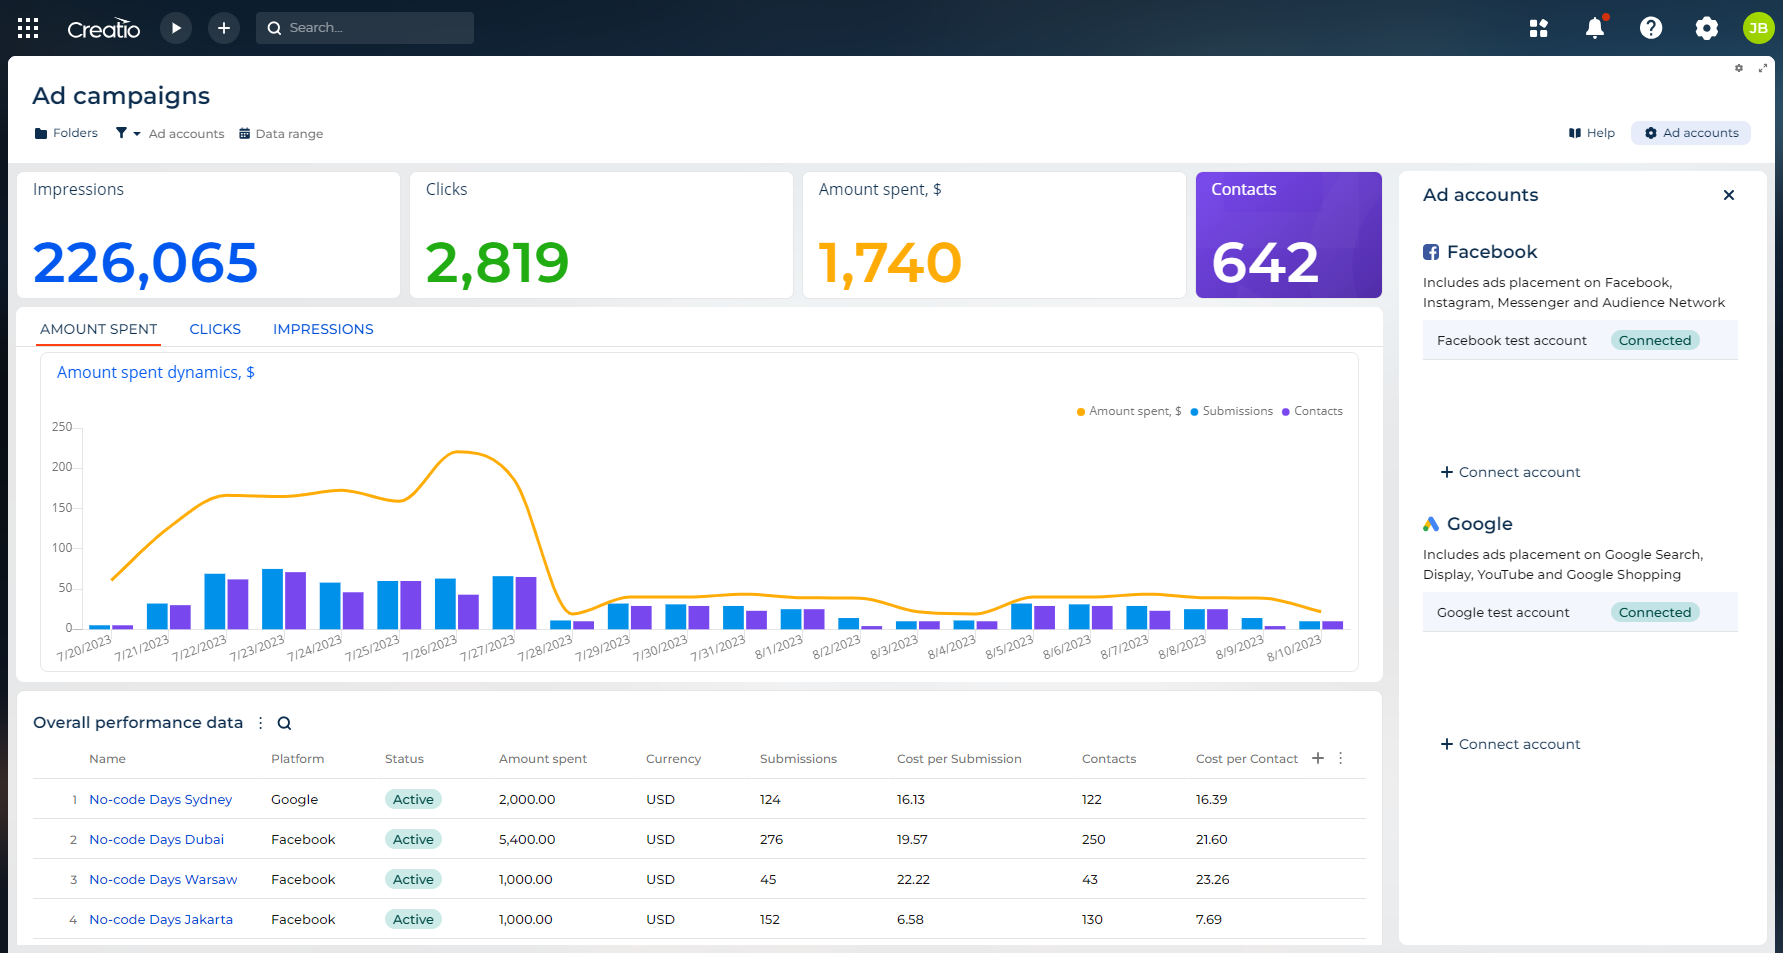 Creatio
Search...
JB
Ad campaigns
Folders
Ad accounts
Data range
Help
Ad accounts
Impressions
226,065
Clicks
2,819
Amount spent, $
1,740
Contacts
642
AMOUNT SPENT
CLICKS
IMPRESSIONS
Amount spent dynamics, $
Amount spent, $ Submissions Contacts
250
200
150
100
50
0
7/20/2023 7/21/2023 7/22/2023 7/23/2023 7/24/2023 7/25/2023 7/26/2023 7/27/2023 7/28/2023 7/29/2023 7/30/2023 7/31/2023 8/1/2023 8/2/2023 8/3/2023 8/4/2023 8/5/2023 8/6/2023 8/7/2023 8/8/2023 8/9/2023 8/10/2023
Overall performance data
Name Platform Status Amount spent Currency Submissions Cost per Submission Contacts Cost per Contact
1 No-code Days Sydney Google Active 2,000.00 USD 124 16.13 122 16.39
2 No-code Days Dubai Facebook Active 5,400.00 USD 276 19.57 250 21.60
3 No-code Days Warsaw Facebook Active 1,000.00 USD 45 22.22 43 23.26
4 No-code Days Jakarta Facebook Active 1,000.00 USD 152 6.58 130 7.69
Ad accounts
Facebook
Includes ads placement on Facebook,
Instagram, Messenger and Audience Network
Facebook test account Connected
+ Connect account
Google
Includes ads placement on Google Search,
Display, YouTube and Google Shopping
Google test account Connected
+ Connect account